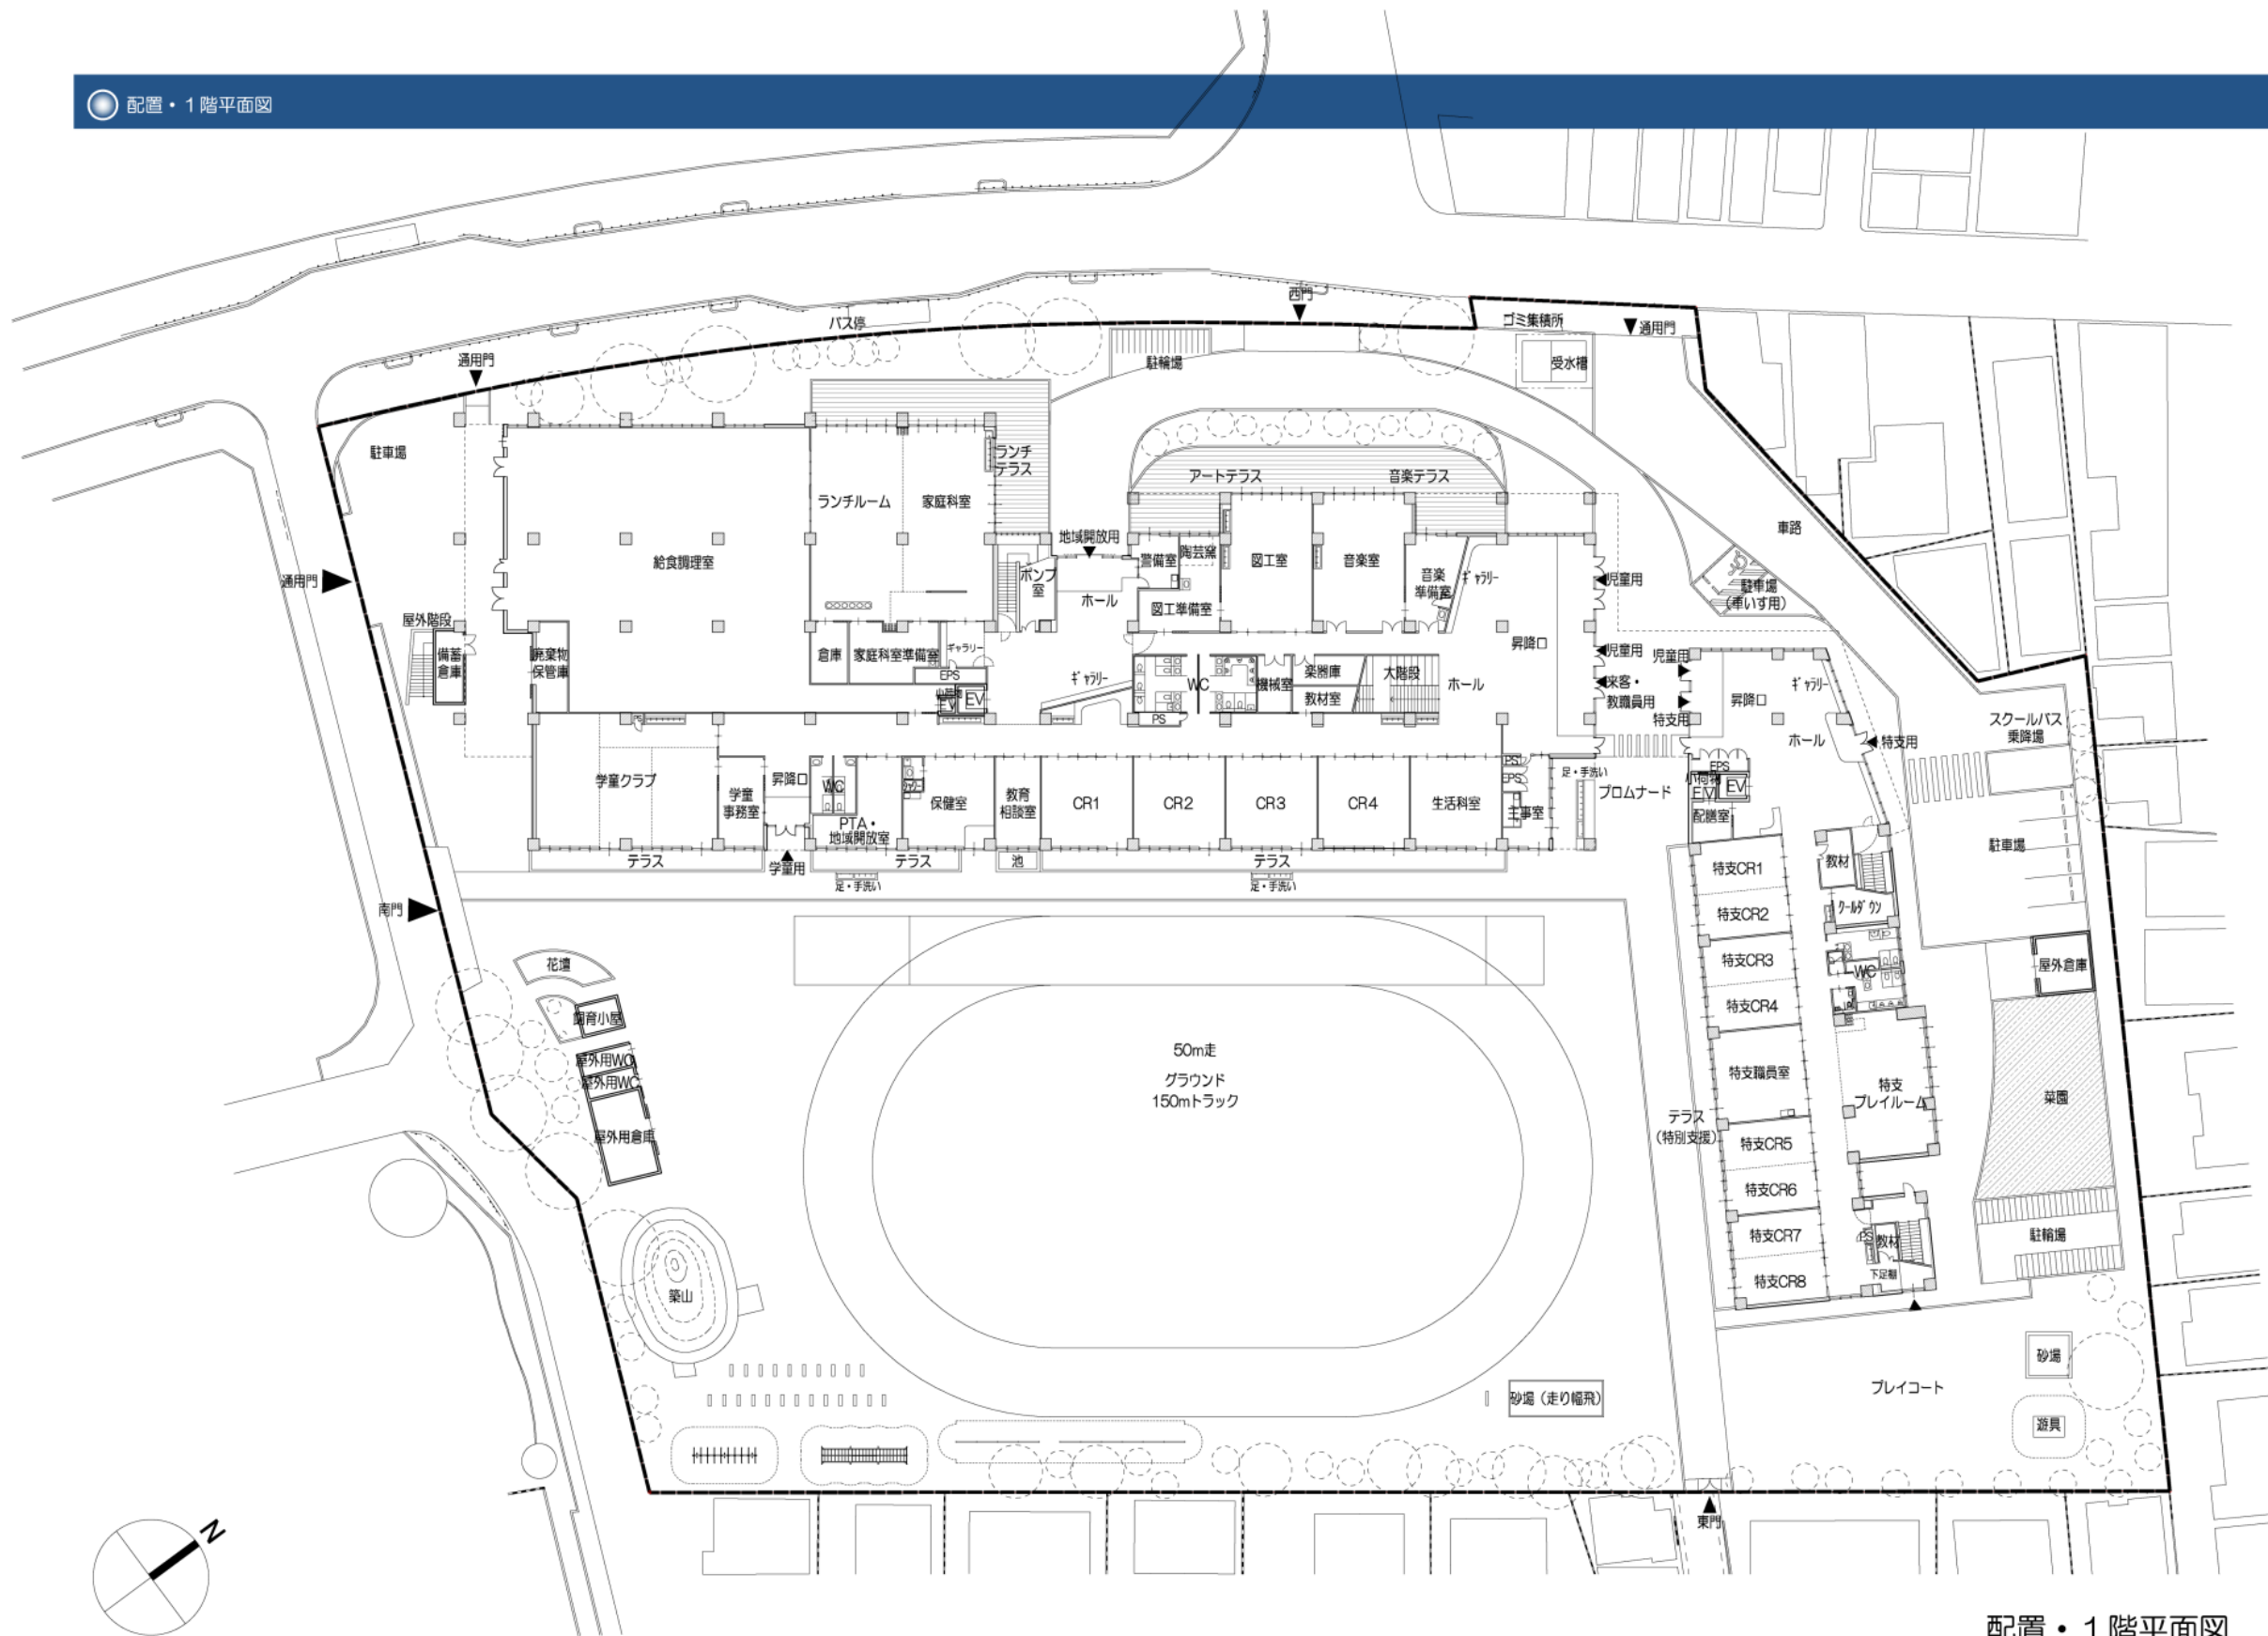 配置・１階平面図
西門
ゴミ集積所
通用門
バス停
通用門
駐輪場
受水槽
駐車場
ランチ
テラス
アートテラス
音楽テラス
ランチルーム
家庭科室
車路
地域開放用
給食調理室
警備室
陶芸窯
図工室
音楽室
音楽
準備室
ギャラリー
児童用
駐車場
（車いす用）
通用門
ポンプ
室
ホール
図工準備室
屋外階段
備蓄
倉庫
廃棄物
保管庫
倉庫
家庭科室準備室
ギャラリー
EPS
昇降口
児童用
児童用
ギャラリー
WC
機械室
楽器庫
教材室
大階段
ホール
来客・
教職員用
昇降口
ギャラリー
EV
EV
PS
特支用
スクールバス
乗降場
PS
ホール
特支用
学童クラブ
学童
事務室
昇降口
WC
PTA・
地域開放室
保健室
教育
相談室
CR1
CR2
CR3
CR4
生活科室
PS
EPS
主事室
足・手洗い
プロムナード
EPS
小荷物
EV
EV
配膳室
テラス
学童用
テラス
池
テラス
足・手洗い
足・手洗い
駐車場
特支CR1
教材
特支CR2
クールダウン
南門
花壇
特支CR3
WC
屋外倉庫
特支CR4
飼育小屋
屋外用WC
屋外用WC
屋外用倉庫
50m走
グラウンド
150mトラック
特支職員室
特支
プレイルーム
菜園
テラス
（特別支援）
特支CR5
特支CR6
特支CR7
PS
教材
駐輪場
特支CR8
下足棚
築山
砂場
プレイコート
砂場（走り幅飛）
遊具
東門
N
配置・１階平面図